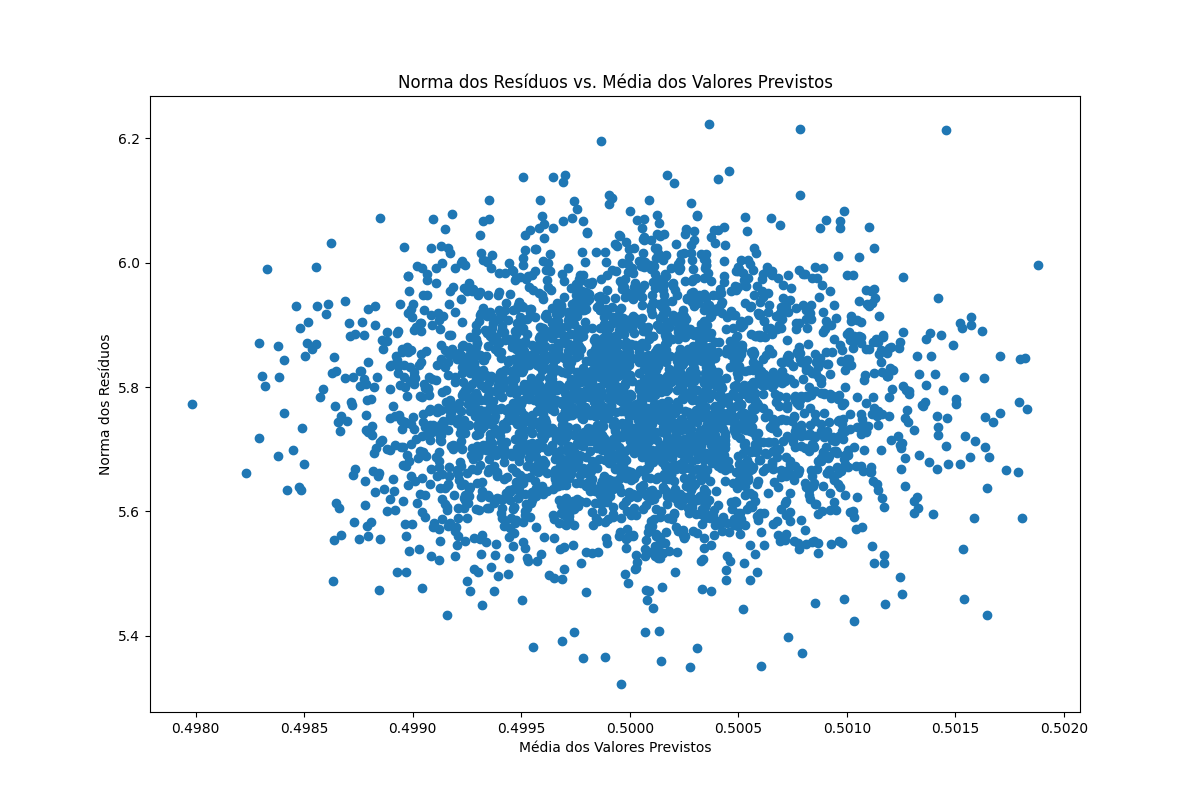 Norma dos Resíduos vs. Média dos Valores Previstos
Norma dos Resíduos
6.2
6.0
5.8
5.6
5.4
0.4980 0.4985 0.4990 0.4995 0.5000 0.5005 0.5010 0.5015 0.5020
Média dos Valores Previstos